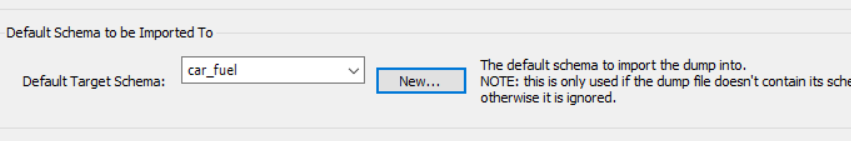 Default Schema to be Imported To
Default Target Schema:
car_fuel
New...
The default schema to import the dump into.
NOTE: this is only used if the dump file doesn't contain its sche
otherwise it is ignored.